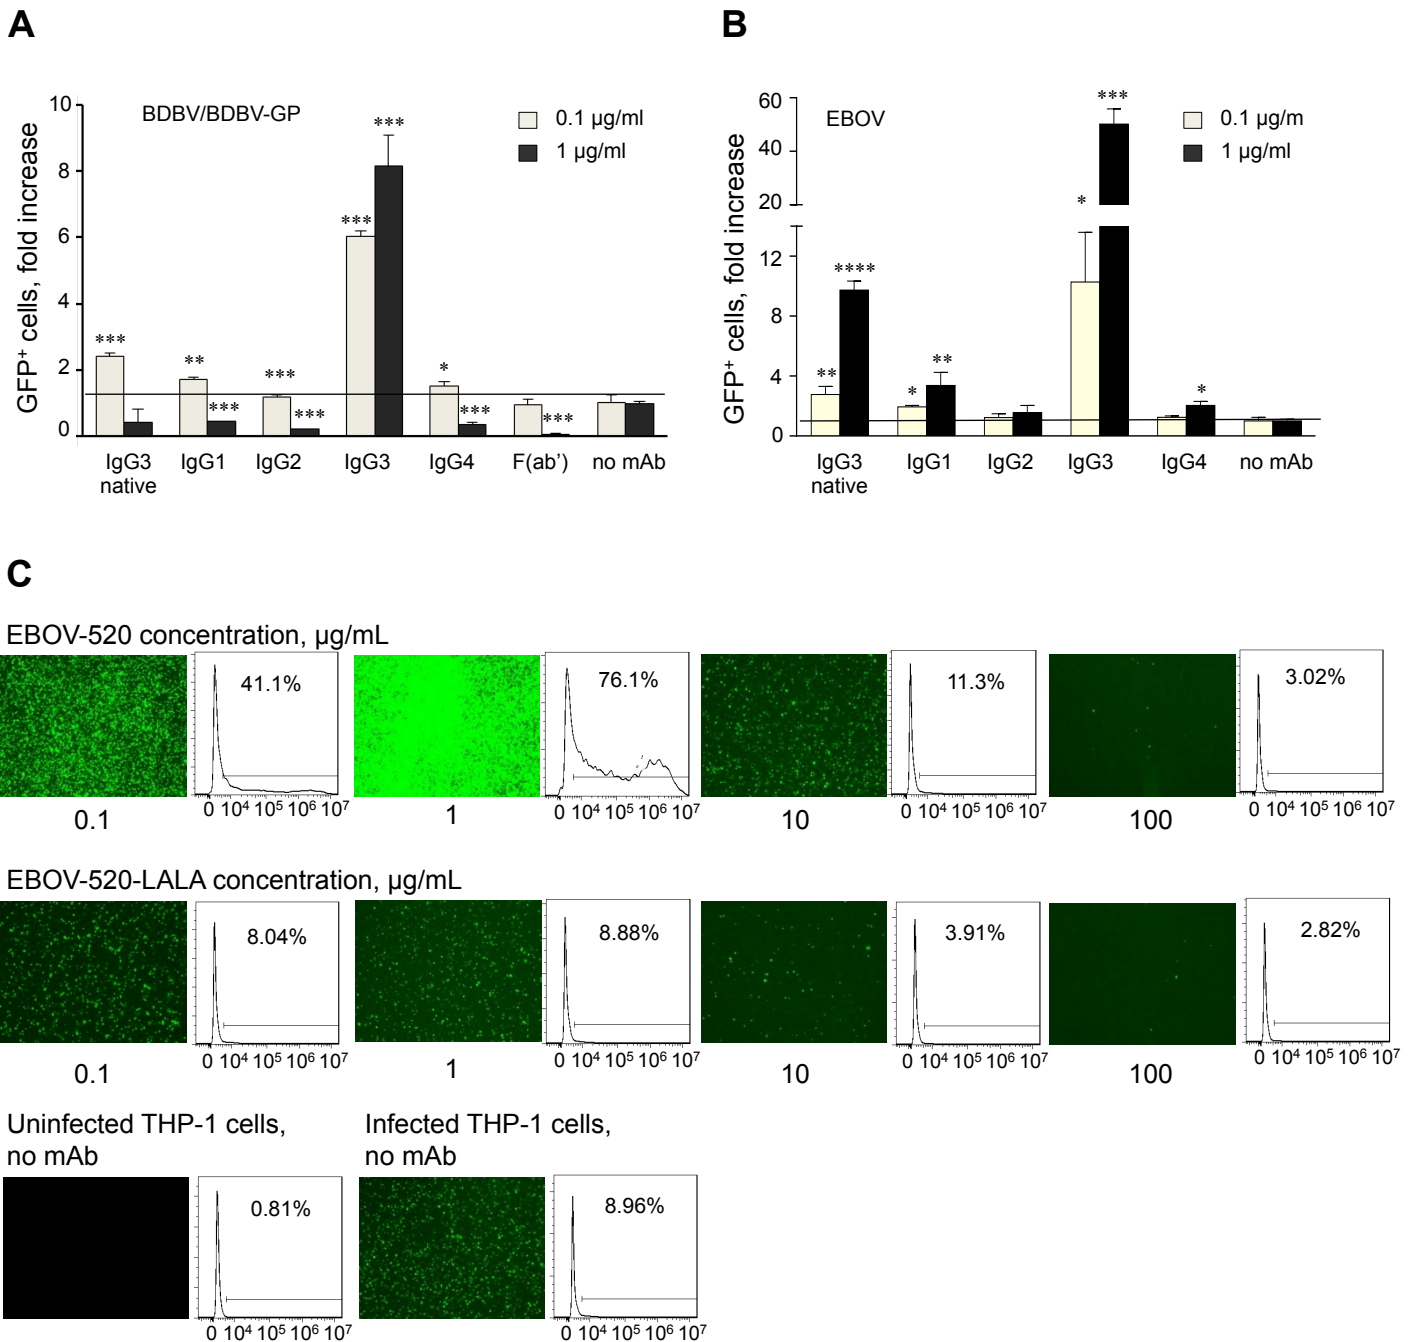 A
BDBV/BDBV-GP
0.1 µg/ml
1 µg/ml
GFP⁺ cells, fold increase
10
8
6
4
2
0
***
**
***
***
***
***
***
*
***
***
IgG3 native
IgG1
IgG2
IgG3
IgG4
F(ab’)
no mAb
B
EBOV
0.1 µg/m
1 µg/ml
GFP⁺ cells, fold increase
60
40
20
12
8
4
0
**
****
*
**
*
***
*
IgG3 native
IgG1
IgG2
IgG3
IgG4
no mAb
C
EBOV-520 concentration, µg/mL
41.1%
0 10⁴ 10⁵ 10⁶ 10⁷
0.1
76.1%
0 10⁴ 10⁵ 10⁶ 10⁷
1
11.3%
0 10⁴ 10⁵ 10⁶ 10⁷
10
3.02%
0 10⁴ 10⁵ 10⁶ 10⁷
100
EBOV-520-LALA concentration, µg/mL
8.04%
0 10⁴ 10⁵ 10⁶ 10⁷
0.1
8.88%
0 10⁴ 10⁵ 10⁶ 10⁷
1
3.91%
0 10⁴ 10⁵ 10⁶ 10⁷
10
2.82%
0 10⁴ 10⁵ 10⁶ 10⁷
100
Uninfected THP-1 cells,
no mAb
0.81%
0 10⁴ 10⁵ 10⁶ 10⁷
Infected THP-1 cells,
no mAb
8.96%
0 10⁴ 10⁵ 10⁶ 10⁷